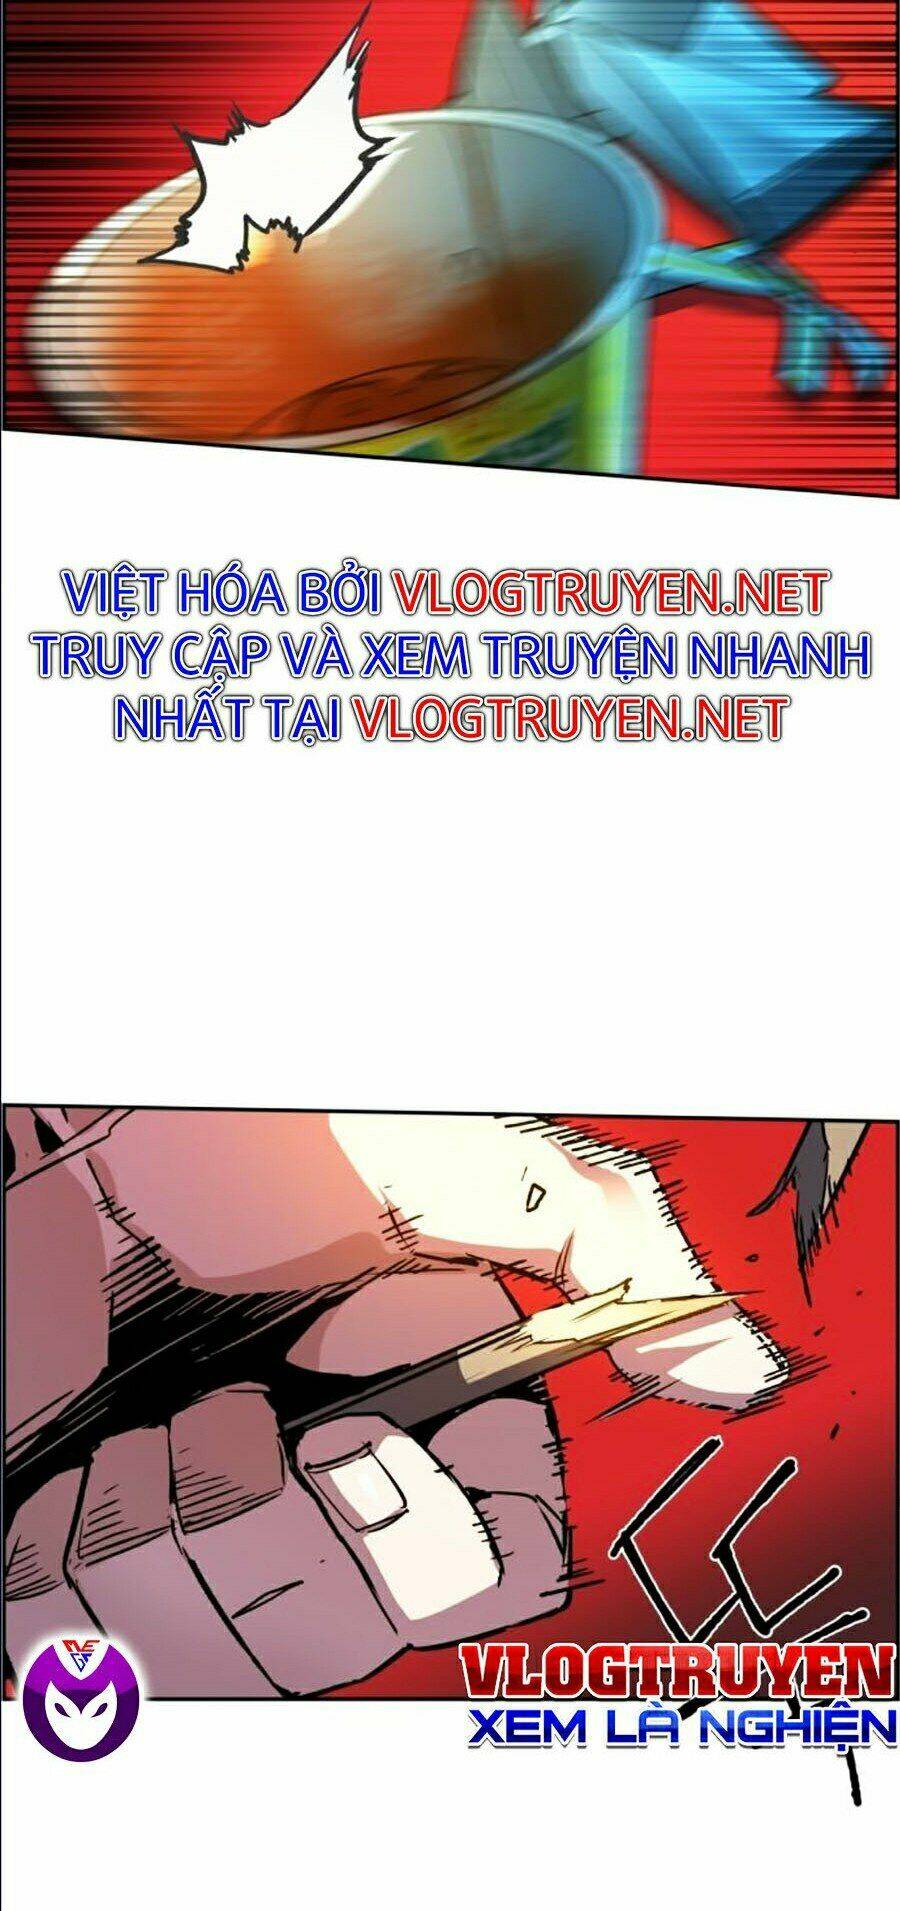 VIỆT HÓA BỞI VLOGTRUYEN.NET
TRUY CẬP VÀ XEM TRUYỆN NHANH
NHẤT TẠI VLOGTRUYEN.NET
VLOGTRUYEN
XEM LÀ NGHIỆN